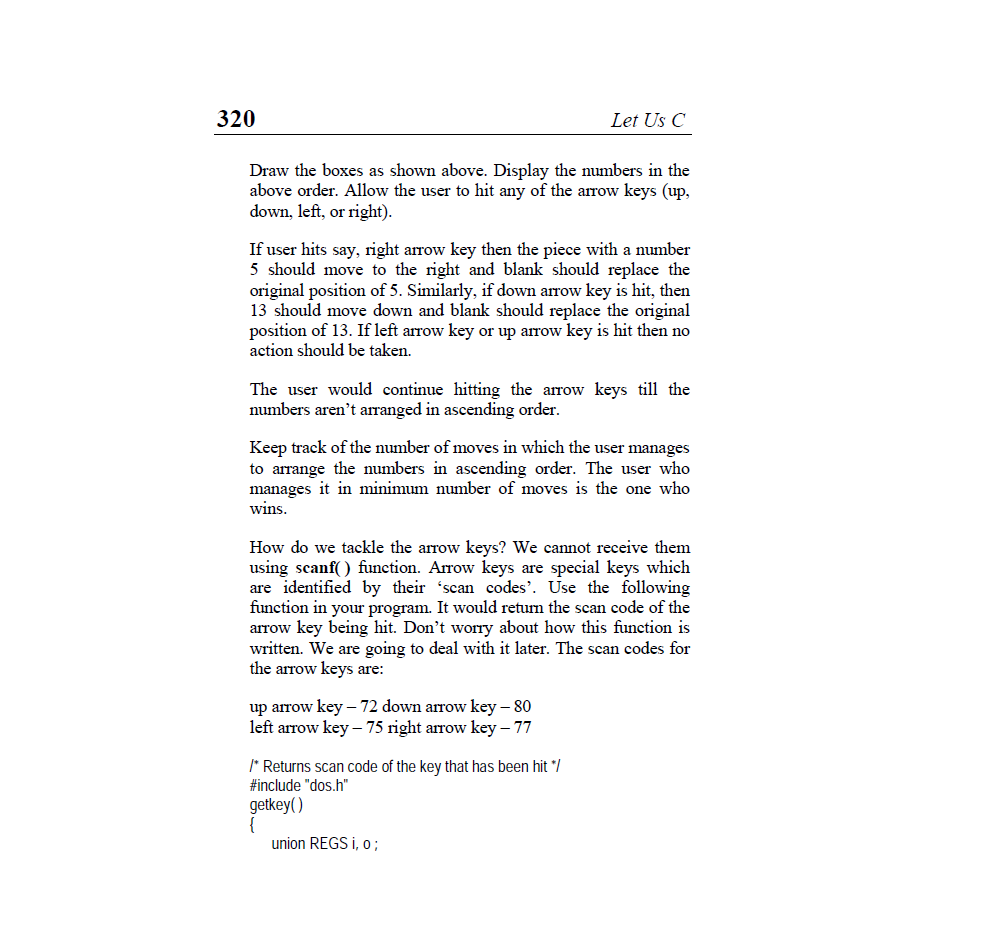 320 Let Us C
Draw the boxes as shown above. Display the numbers in the
above order. Allow the user to hit any of the arrow keys (up,
down, left, or right).
If user hits say, right arrow key then the piece with a number
5 should move to the right and blank should replace the
original position of 5. Similarly, if down arrow key is hit, then
13 should move down and blank should replace the original
position of 13. If left arrow key or up arrow key is hit then no
action should be taken.
The user would continue hitting the arrow keys till the
numbers aren’t arranged in ascending order.
Keep track of the number of moves in which the user manages
to arrange the numbers in ascending order. The user who
manages it in minimum number of moves is the one who
wins.
How do we tackle the arrow keys? We cannot receive them
using scanf( ) function. Arrow keys are special keys which
are identified by their ‘scan codes’. Use the following
function in your program. It would return the scan code of the
arrow key being hit. Don’t worry about how this function is
written. We are going to deal with it later. The scan codes for
the arrow keys are:
up arrow key – 72 down arrow key – 80
left arrow key – 75 right arrow key – 77
/* Returns scan code of the key that has been hit */
#include "dos.h"
getkey( )
{
union REGS i, o ;